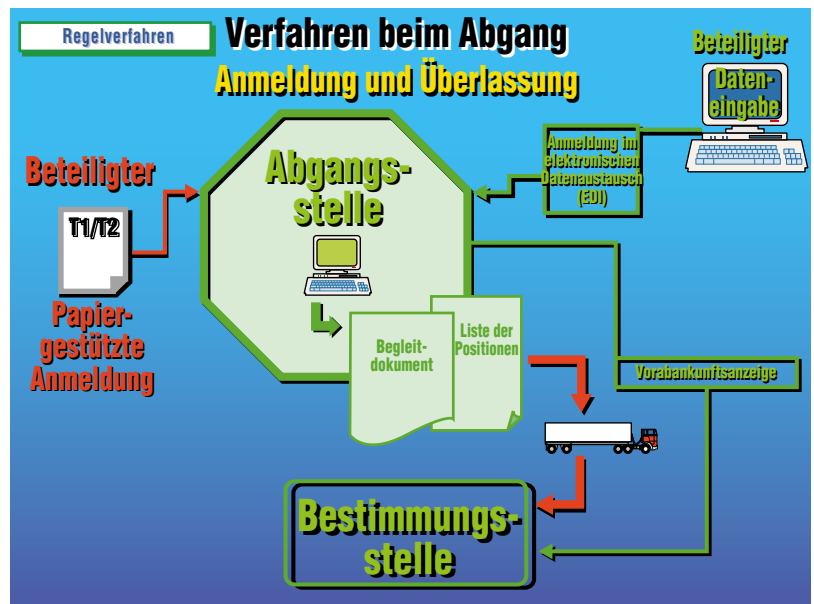 Regelverfahren
Verfahren beim Abgang
Anmeldung und Überlassung
Beteiligter
Daten-
eingabe
Anmeldung im
elektronischen
Datenaustausch
(EDI)
Beteiligter
T1/T2
Papier-
gestützte
Anmeldung
Abgangs-
stelle
Begleit-
dokument
Liste der
Positionen
Vorabankunftsanzeige
Bestimmungs-
stelle